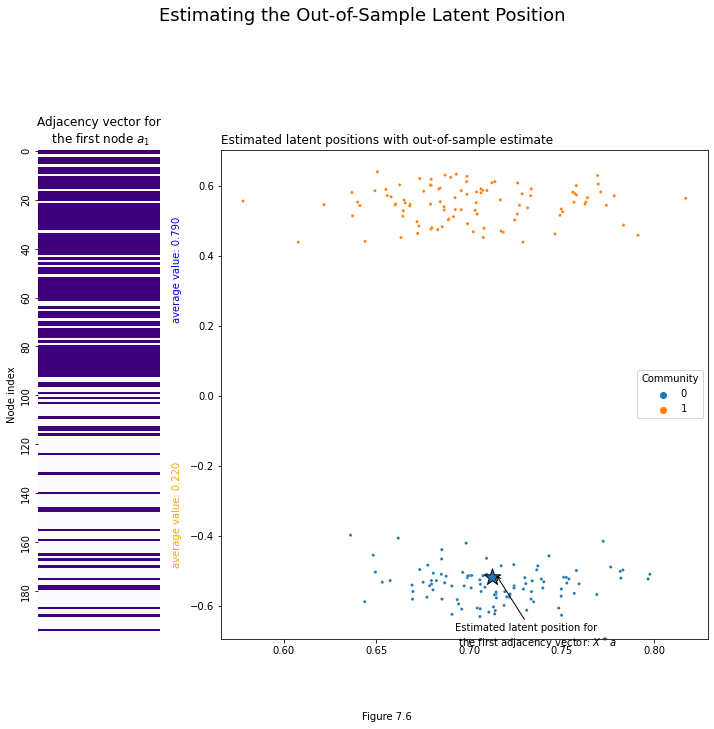 Estimating the Out-of-Sample Latent Position
Adjacency vector for
the first node a₁
Node index
0
20
40
60
80
100
120
140
160
180
average value: 0.790
average value: 0.220
Estimated latent positions with out-of-sample estimate
0.6
0.4
0.2
0.0
−0.2
−0.4
−0.6
Community
0
1
Estimated latent position for
the first adjacency vector: X⁺a
0.60
0.65
0.70
0.75
0.80
Figure 7.6